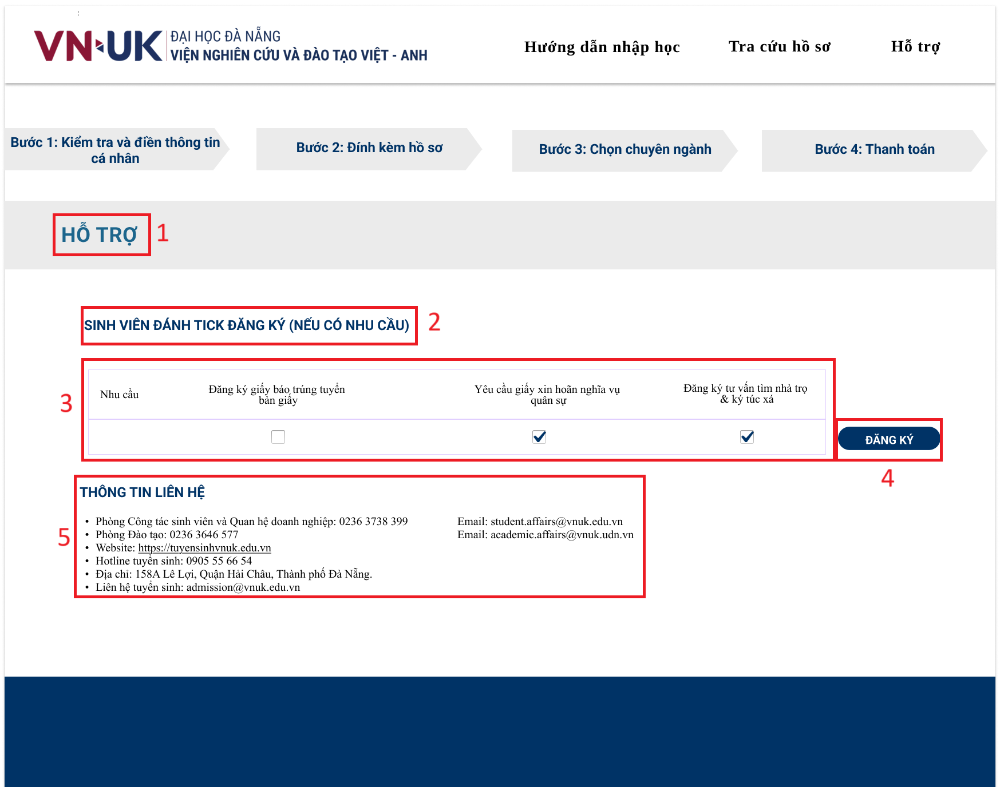 :
VN-UK
ĐẠI HỌC ĐÀ NẴNG
VIỆN NGHIÊN CỨU VÀ ĐÀO TẠO VIỆT - ANH
Hướng dẫn nhập học
Tra cứu hồ sơ
Hỗ trợ
Bước 1: Kiểm tra và điền thông tin
cá nhân
Bước 2: Đính kèm hồ sơ
Bước 3: Chọn chuyên ngành
Bước 4: Thanh toán
HỖ TRỢ
1
SINH VIÊN ĐÁNH TICK ĐĂNG KÝ (NẾU CÓ NHU CẦU)
2
3
Nhu cầu
Đăng ký giấy báo trúng tuyển
bản giấy
Yêu cầu giấy xin hoãn nghĩa vụ
quân sự
Đăng ký tư vấn tìm nhà trọ
& ký túc xá
ĐĂNG KÝ
4
THÔNG TIN LIÊN HỆ
5
• Phòng Công tác sinh viên và Quan hệ doanh nghiệp: 0236 3738 399
Email: student.affairs@vnuk.edu.vn
• Phòng Đào tạo: 0236 3646 577
Email: academic.affairs@vnuk.udn.vn
• Website: https://tuyensinhvnuk.edu.vn
• Hotline tuyển sinh: 0905 55 66 54
• Địa chỉ: 158A Lê Lợi, Quận Hải Châu, Thành phố Đà Nẵng.
• Liên hệ tuyển sinh: admission@vnuk.edu.vn